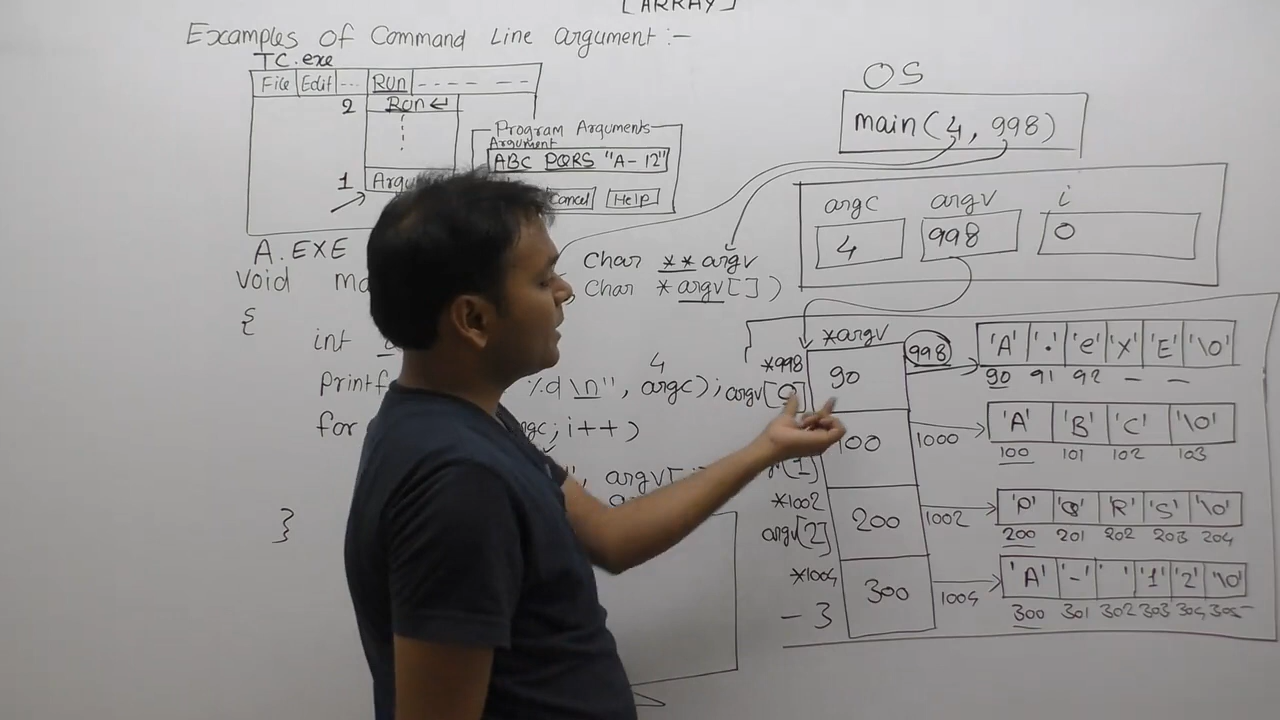 [ARRAY]
Examples of Command Line argument :-
TC.exe
File Edit ... Run - - - - - - -
2 Run ↵
1
Program Arguments
Argument
ABC PQRS "A- 12"
Cancel Help
A.EXE
char **argv
void char *argv[] )
{
int
4
printf %d \n", argc);
for ; i++)
", argv[
}
OS
main(4, 998)
argc argv i
4 998 0
*argv
*998 90 998 'A' '.' 'e' 'x' 'E' '\0'
argv[0] 90 91 92 - -
100 1000 'A' 'B' 'C' '\0'
[1] 100 101 102 103
*1002 200 1002 'P' 'Q' 'R' 'S' '\0'
argv[2] 200 201 202 203 204
*1004 300 1004 'A' '-' ' ' '1' '2' '\0'
- 3 300 301 302 303 304 305